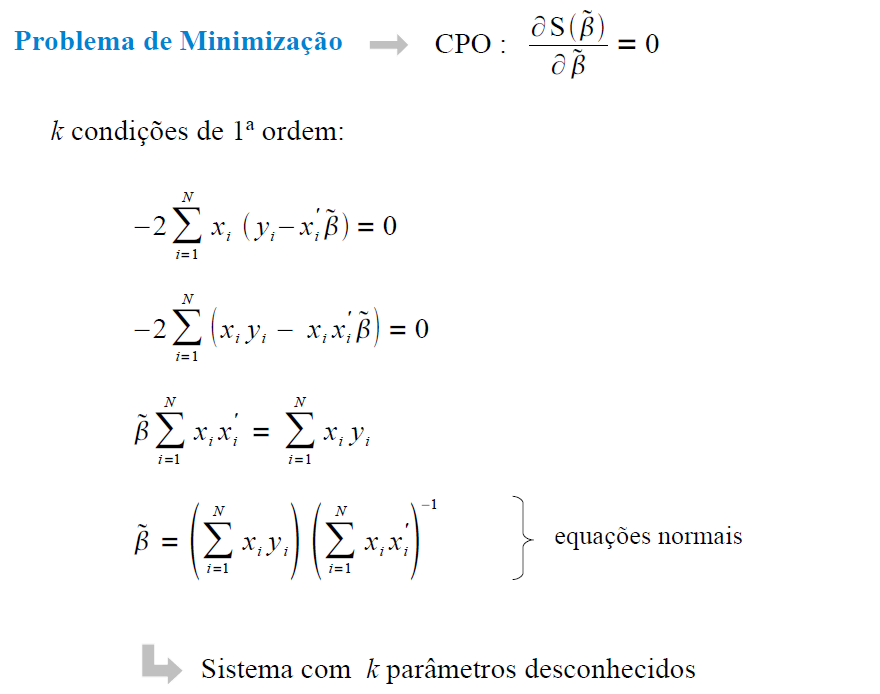 Problema de Minimização → CPO : ∂S(β̃)/∂β̃ = 0
k condições de 1ª ordem:
−2 ∑_{i=1}^{N} x_i (y_i − x_i′ β̃) = 0
−2 ∑_{i=1}^{N} (x_i y_i − x_i x_i′ β̃) = 0
β̃ ∑_{i=1}^{N} x_i x_i′ = ∑_{i=1}^{N} x_i y_i
β̃ = (∑_{i=1}^{N} x_i y_i) (∑_{i=1}^{N} x_i x_i′)^{−1} } equações normais
Sistema com k parâmetros desconhecidos